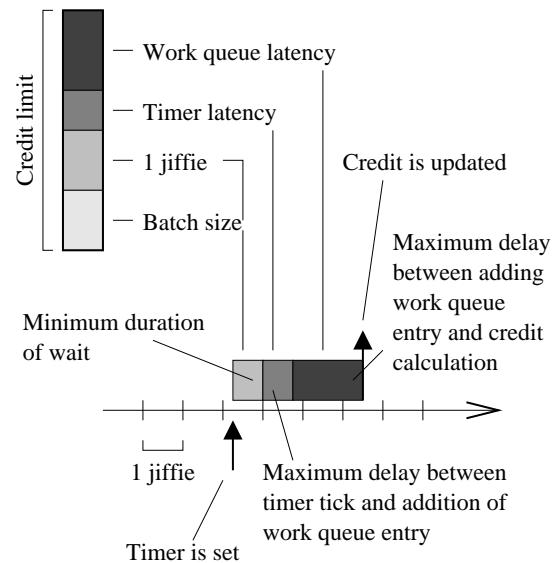 Credit limit
Work queue latency
Timer latency
1 jiffie
Batch size
Credit is updated
Maximum delay
between adding
work queue
entry and credit
calculation
Minimum duration
of wait
1 jiffie
Maximum delay between
timer tick and addition of
work queue entry
Timer is set